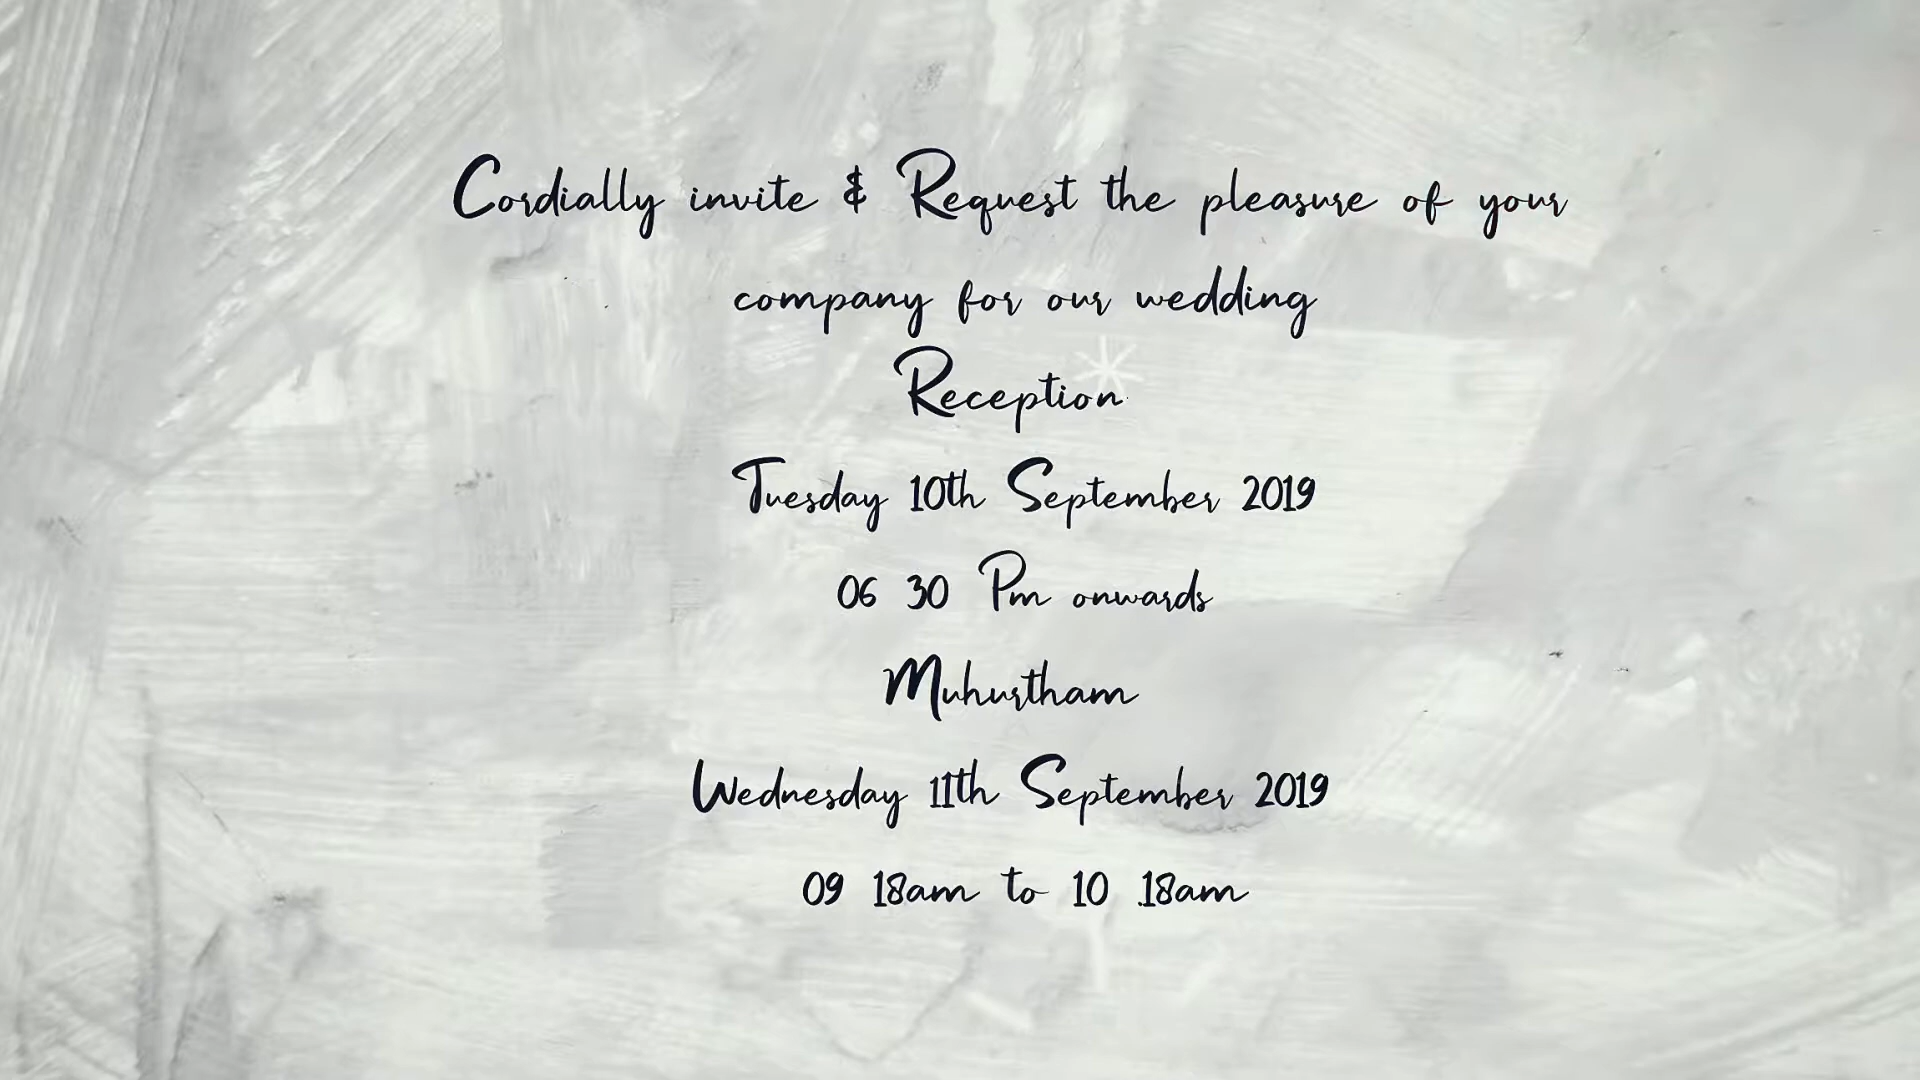 Cordially invite & Request the pleasure of your
company for our wedding
Reception
Tuesday 10th September 2019
06 30 Pm onwards
Muhurtham
Wednesday 11th September 2019
09 18am to 10 .18am